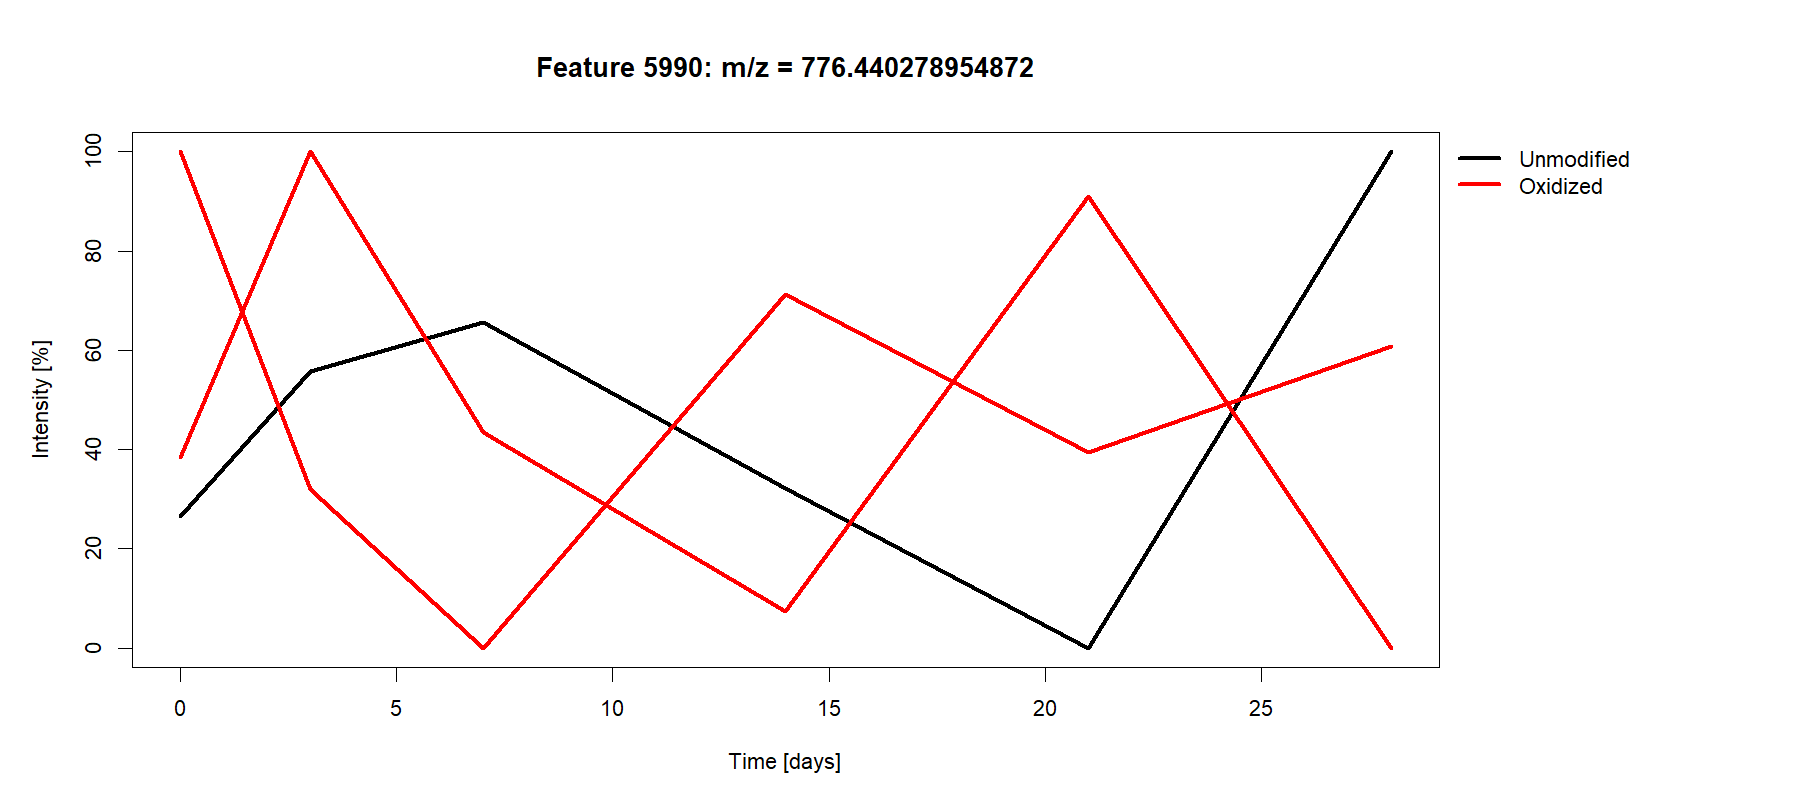 Feature 5990: m/z = 776.440278954872
Unmodified
Oxidized
Intensity [%]
100
80
60
40
20
0
0 5 10 15 20 25
Time [days]